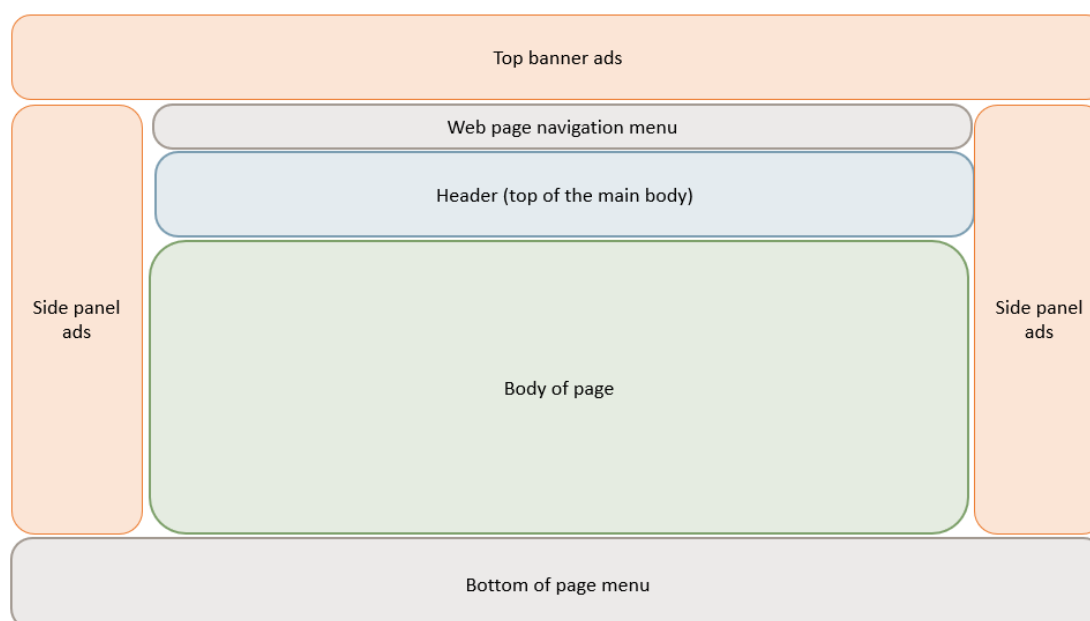 Top banner ads
Web page navigation menu
Header (top of the main body)
Side panel
ads
Side panel
ads
Body of page
Bottom of page menu